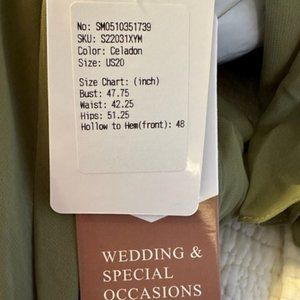 No: SM0510351739
SKU: S22031XYM
Color: Celadon
Size: US20
Size Chart: (inch)
Bust: 47.75
Waist: 42.25
Hips: 51.25
Hollow to Hem(front): 48
WEDDING &
SPECIAL
OCCASIONS